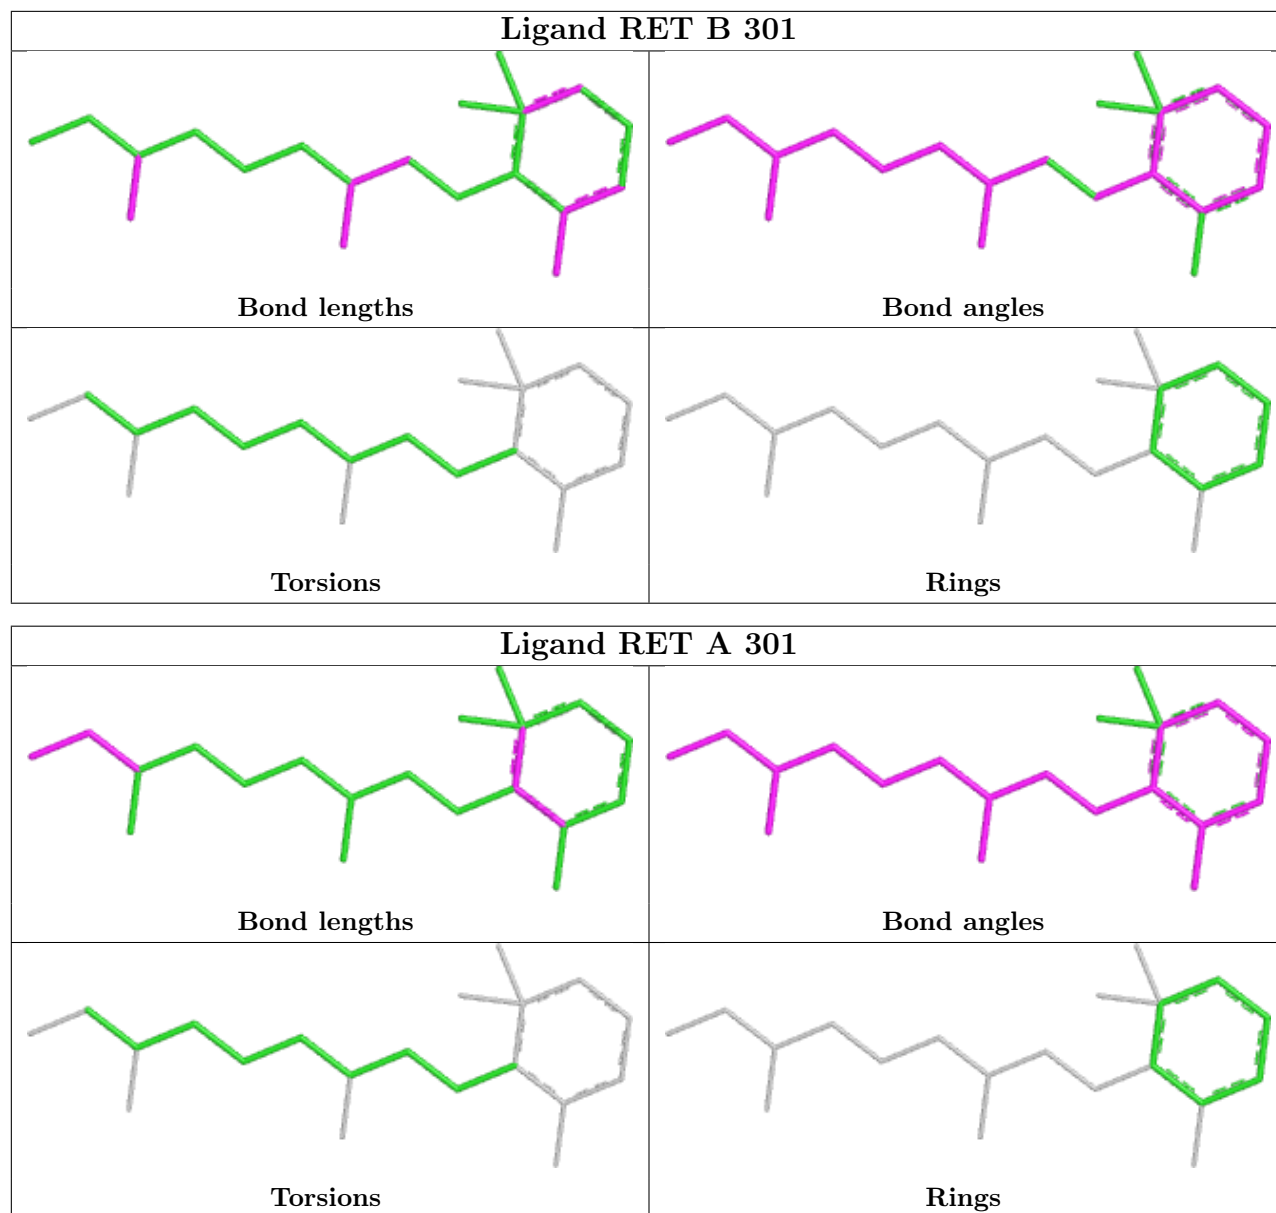 Ligand RET B 301
Bond lengths
Bond angles
Torsions
Rings
Ligand RET A 301
Bond lengths
Bond angles
Torsions
Rings